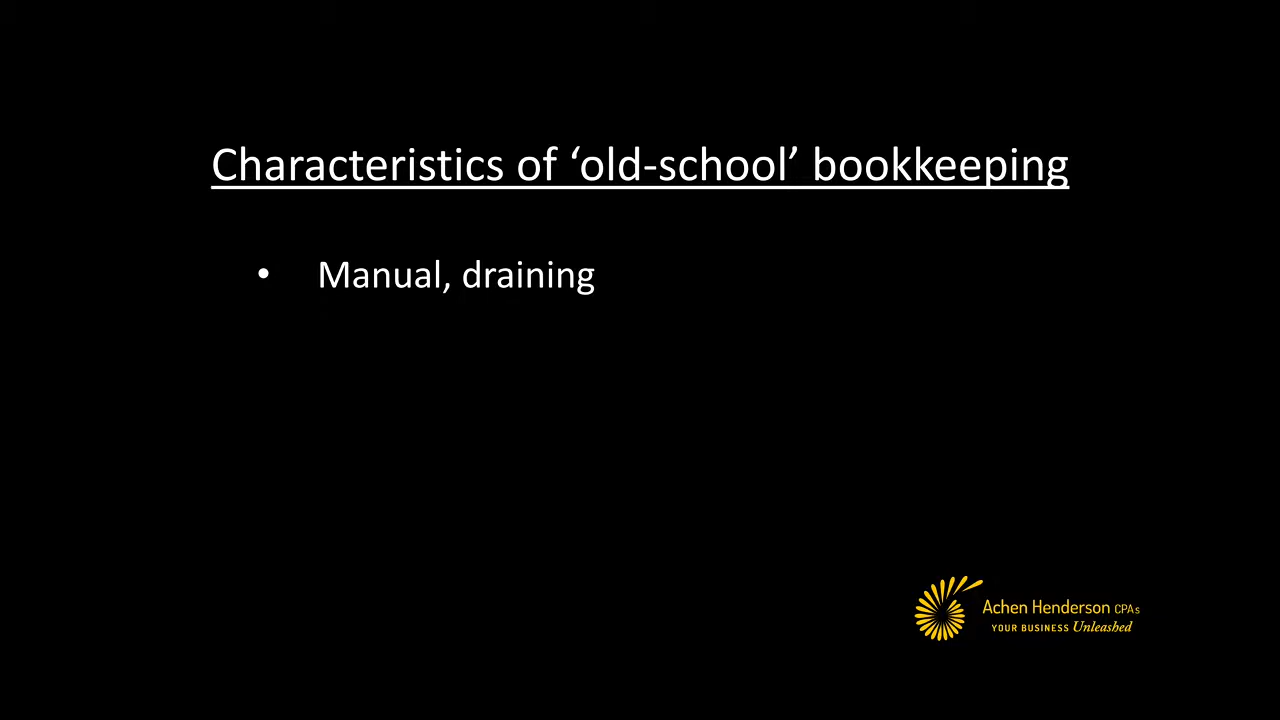 Characteristics of ‘old-school’ bookkeeping
• Manual, draining
Achen Henderson CPAs
YOUR BUSINESS Unleashed